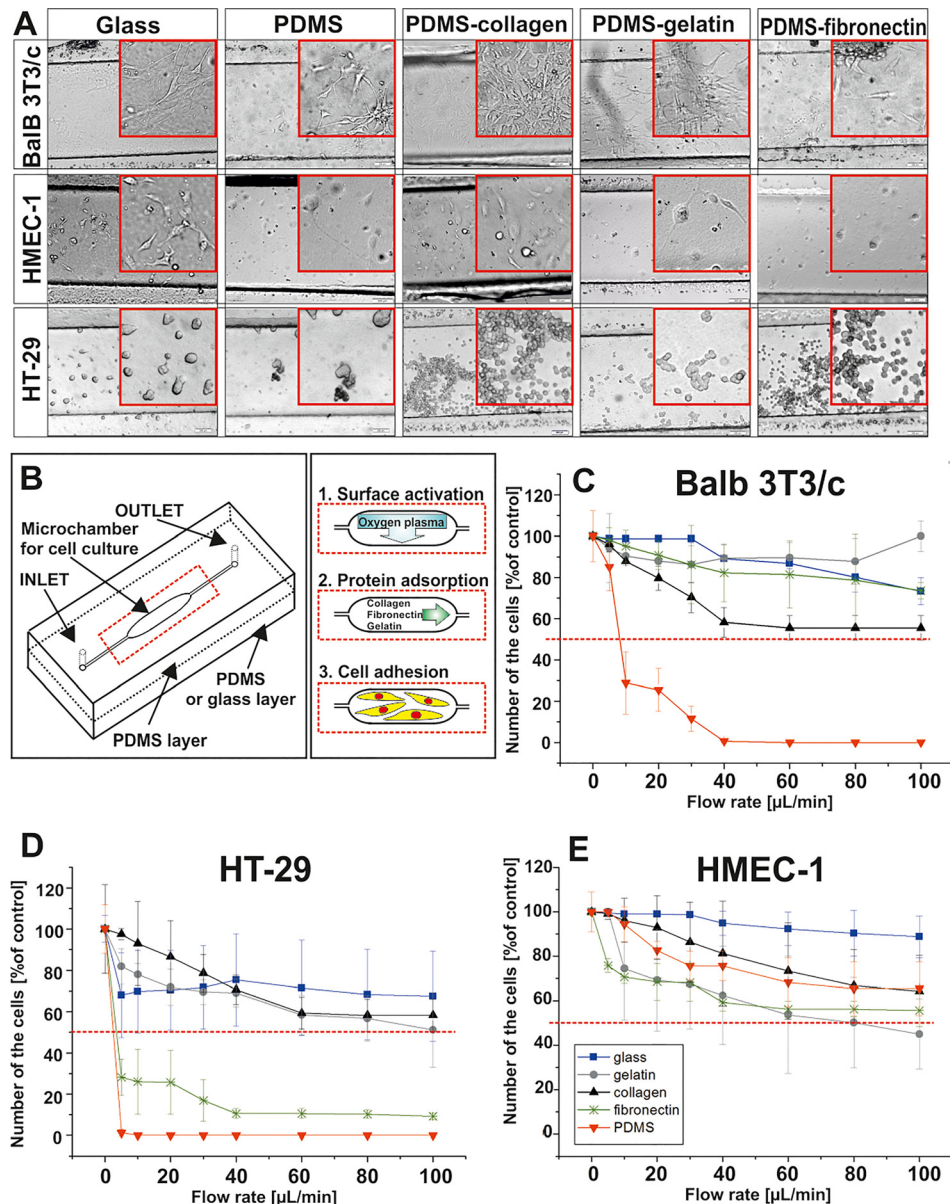 A
Glass
PDMS
PDMS-collagen
PDMS-gelatin
PDMS-fibronectin
BalB 3T3/c
HMEC-1
HT-29
B
OUTLET
Microchamber
for cell culture
INLET
PDMS
or glass layer
PDMS layer
1. Surface activation
Oxygen plasma
2. Protein adsorption
Collagen
Fibronectin
Gelatin
3. Cell adhesion
C
Balb 3T3/c
Number of the cells [%of control]
120
100
80
60
40
20
0
0 20 40 60 80 100
Flow rate [µL/min]
D
HT-29
Number of the cells [%of control]
120
100
80
60
40
20
0
0 20 40 60 80 100
Flow rate [µL/min]
E
HMEC-1
Number of the cells [%of control]
120
100
80
60
40
20
0
glass
gelatin
collagen
fibronectin
PDMS
0 20 40 60 80 100
Flow rate [µL/min]